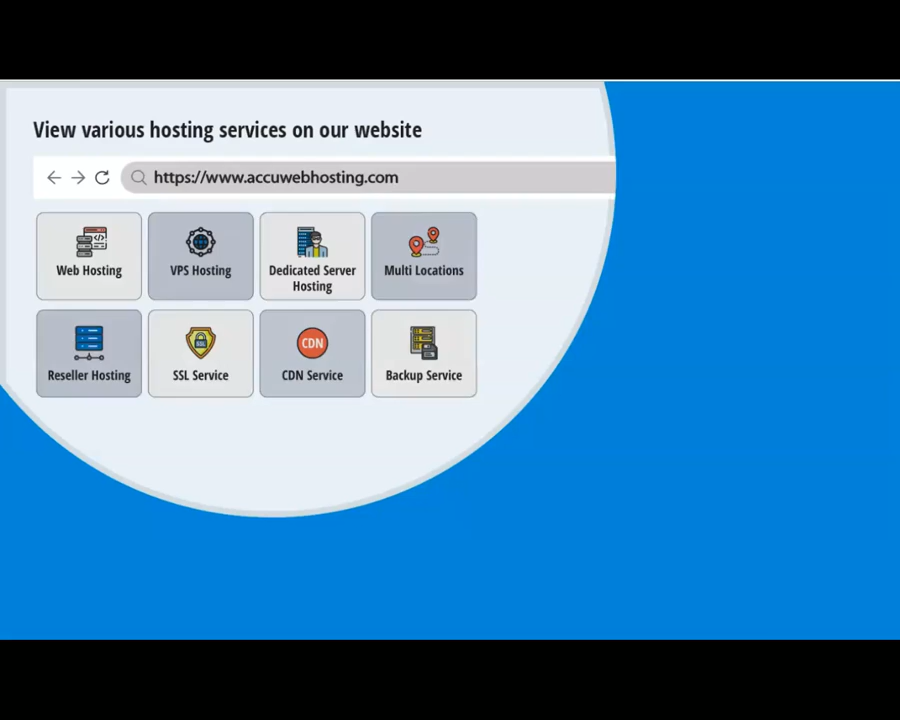 View various hosting services on our website
https://www.accuwebhosting.com
Web Hosting
VPS Hosting
Dedicated Server
Hosting
Multi Locations
Reseller Hosting
SSL
SSL Service
CDN
CDN Service
Backup Service